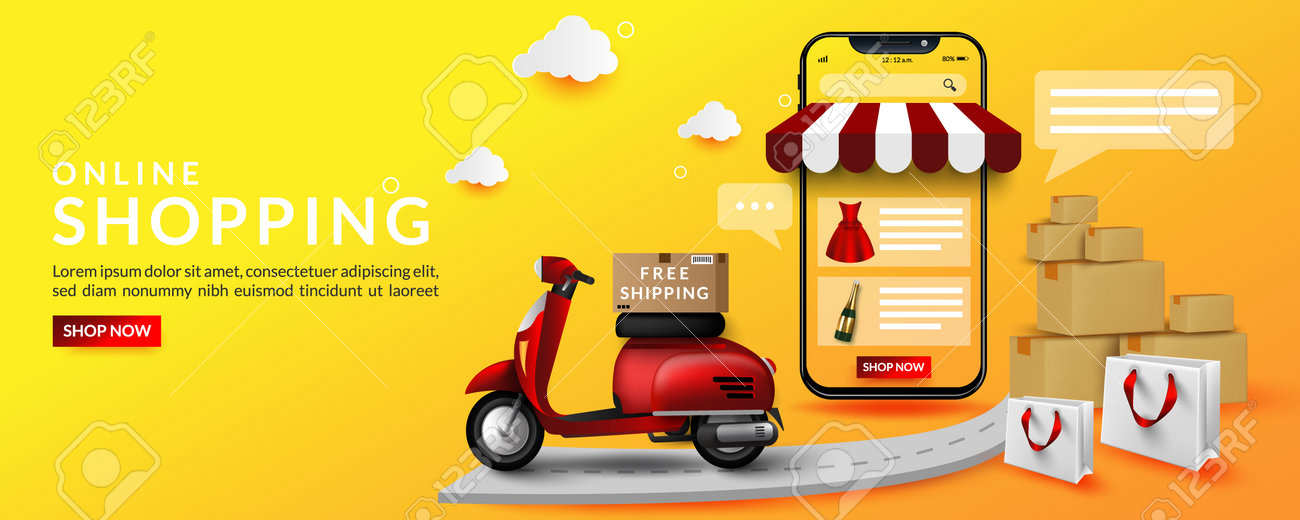 ONLINE
SHOPPING
Lorem ipsum dolor sit amet, consectetuer adipiscing elit,
sed diam nonummy nibh euismod tincidunt ut laoreet
SHOP NOW
FREE
SHIPPING
12:12 a.m.
80%
SHOP NOW
123RF